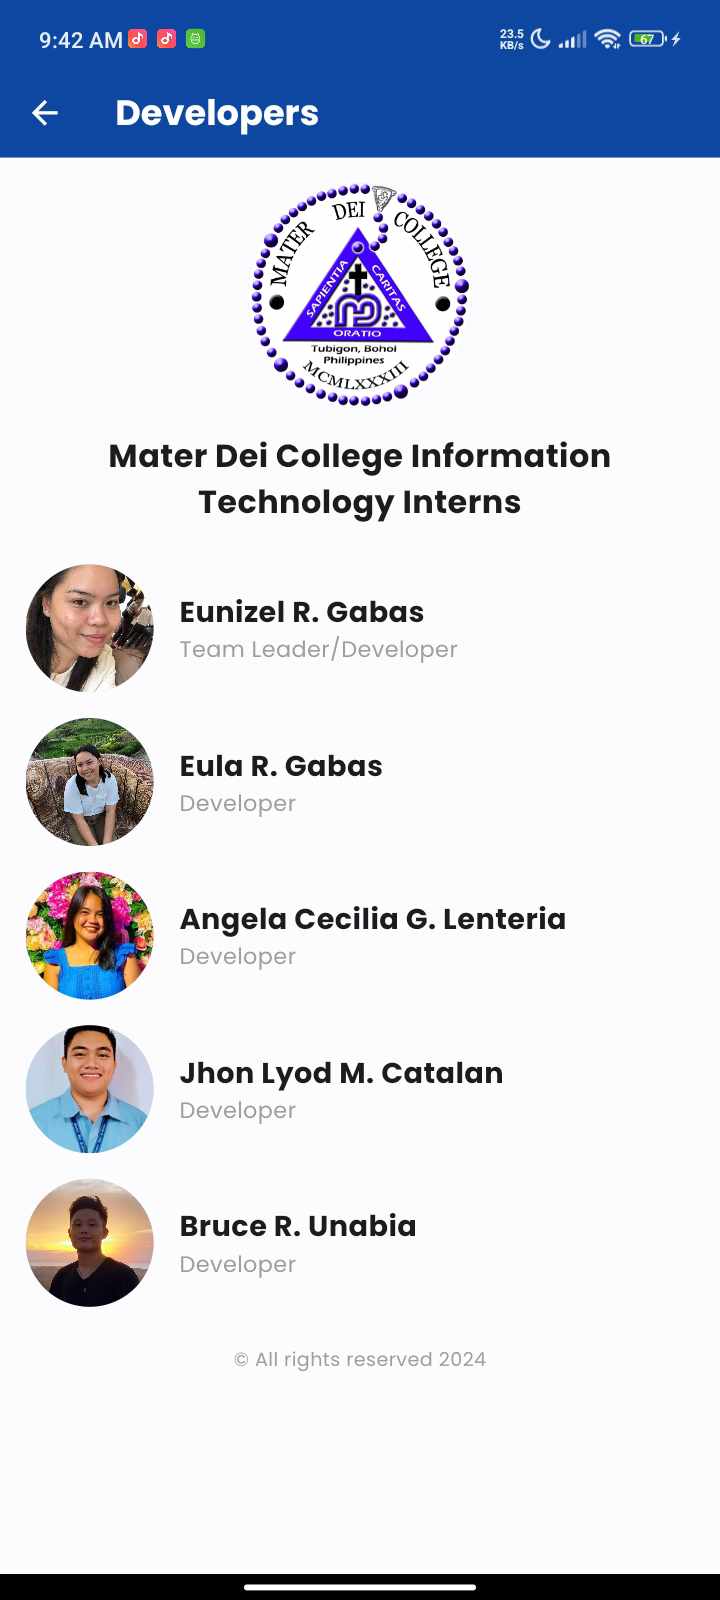 9:42 AM
23.5
KB/s
67
Developers
MATER DEI COLLEGE
SAPIENTIA
CARITAS
ORATIO
Tubigon, Bohol
Philippines
MCMLXXXIII
Mater Dei College Information
Technology Interns
Eunizel R. Gabas
Team Leader/Developer
Eula R. Gabas
Developer
Angela Cecilia G. Lenteria
Developer
Jhon Lyod M. Catalan
Developer
Bruce R. Unabia
Developer
© All rights reserved 2024